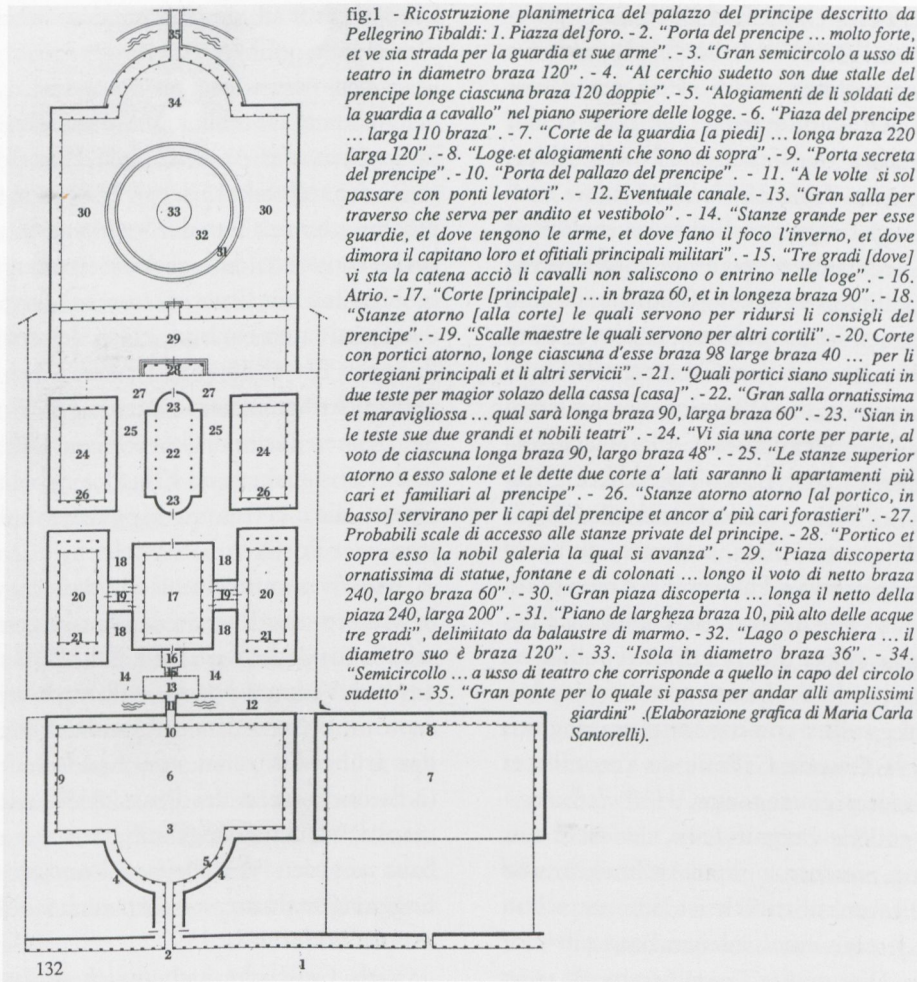 fig.1 - Ricostruzione planimetrica del palazzo del principe descritto da
Pellegrino Tibaldi: 1. Piazza del foro. - 2. “Porta del prencipe ... molto forte,
et ve sia strada per la guardia et sue arme”. - 3. “Gran semicircolo a usso di
teatro in diametro braza 120”. - 4. “Al cerchio sudetto son due stalle del
prencipe longe ciascuna braza 120 doppie”. - 5. “Alogiamenti de li soldati de
la guardia a cavallo” nel piano superiore delle logge. - 6. “Piaza del prencipe
... larga 110 braza”. - 7. “Corte de la guardia [a piedi] ... longa braza 220
larga 120”. - 8. “Loge et alogiamenti che sono di sopra”. - 9. “Porta secreta
del prencipe”. - 10. “Porta del pallazo del prencipe”. - 11. “A le volte si sol
passare con ponti levatori”. - 12. Eventuale canale. - 13. “Gran salla per
traverso che serva per andito et vestibolo”. - 14. “Stanze grande per esse
guardie, et dove tengono le arme, et dove fano il foco l'inverno, et dove
dimora il capitano loro et ofitiali principali militari”. - 15. “Tre gradi [dove]
vi sta la catena acciò li cavalli non saliscono o entrino nelle loge”. - 16.
Atrio. - 17. “Corte [principale] ... in braza 60, et in longeza braza 90”. - 18.
“Stanze atorno [alla corte] le quali servono per ridursi li consigli del
prencipe”. - 19. “Scalle maestre le quali servono per altri cortili”. - 20. Corte
con portici atorno, longe ciascuna d'esse braza 98 large braza 40 ... per li
cortegiani principali et li altri servicii”. - 21. “Quali portici siano suplicati in
due teste per magior solazo della cassa [casa]”. - 22. “Gran salla ornatissima
et maravigliossa ... qual sarà longa braza 90, larga braza 60”. - 23. “Sian in
le teste sue due grandi et nobili teatri”. - 24. “Vi sia una corte per parte, al
voto de ciascuna longa braza 90, largo braza 48”. - 25. “Le stanze superior
atorno a esso salone et le dette due corte a' lati saranno li apartamenti più
cari et familiari al prencipe”. - 26. “Stanze atorno atorno [al portico, in
basso] servirano per li capi del prencipe et ancor a' più cari forastieri”. - 27.
Probabili scale di accesso alle stanze private del principe. - 28. “Portico et
sopra esso la nobil galeria la qual si avanza”. - 29. “Piaza discoperta
ornatissima di statue, fontane e di colonati ... longo il voto di netto braza
240, largo braza 60”. - 30. “Gran piaza discoperta ... longa il netto della
piaza 240, larga 200”. - 31. “Piano de largheza braza 10, più alto delle acque
tre gradi”, delimitato da balaustre di marmo. - 32. “Lago o peschiera ... il
diametro suo è braza 120”. - 33. “Isola in diametro braza 36”. - 34.
“Semicircollo ... a usso di teattro che corrisponde a quello in capo del circolo
sudetto”. - 35. “Gran ponte per lo quale si passa per andar alli amplissimi
giardini” .(Elaborazione grafica di Maria Carla
Santorelli).
35
34
30 33 30
32
31
29
28
27 27
23
25 25
24 22 24
26 23 26
18 18
20 19 17 19 20
21 18 18 21
16
14 15 14
13
11 12
10 8
9 6 7
3
5
4 4
2 1
132